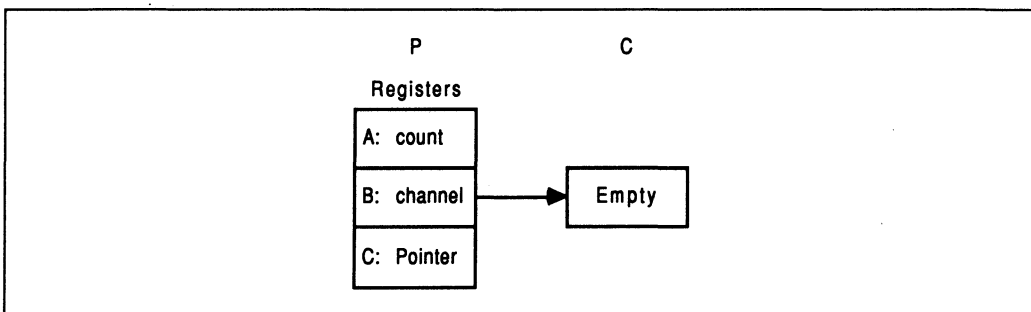 P C
Registers
A: count
B: channel
Empty
C: Pointer